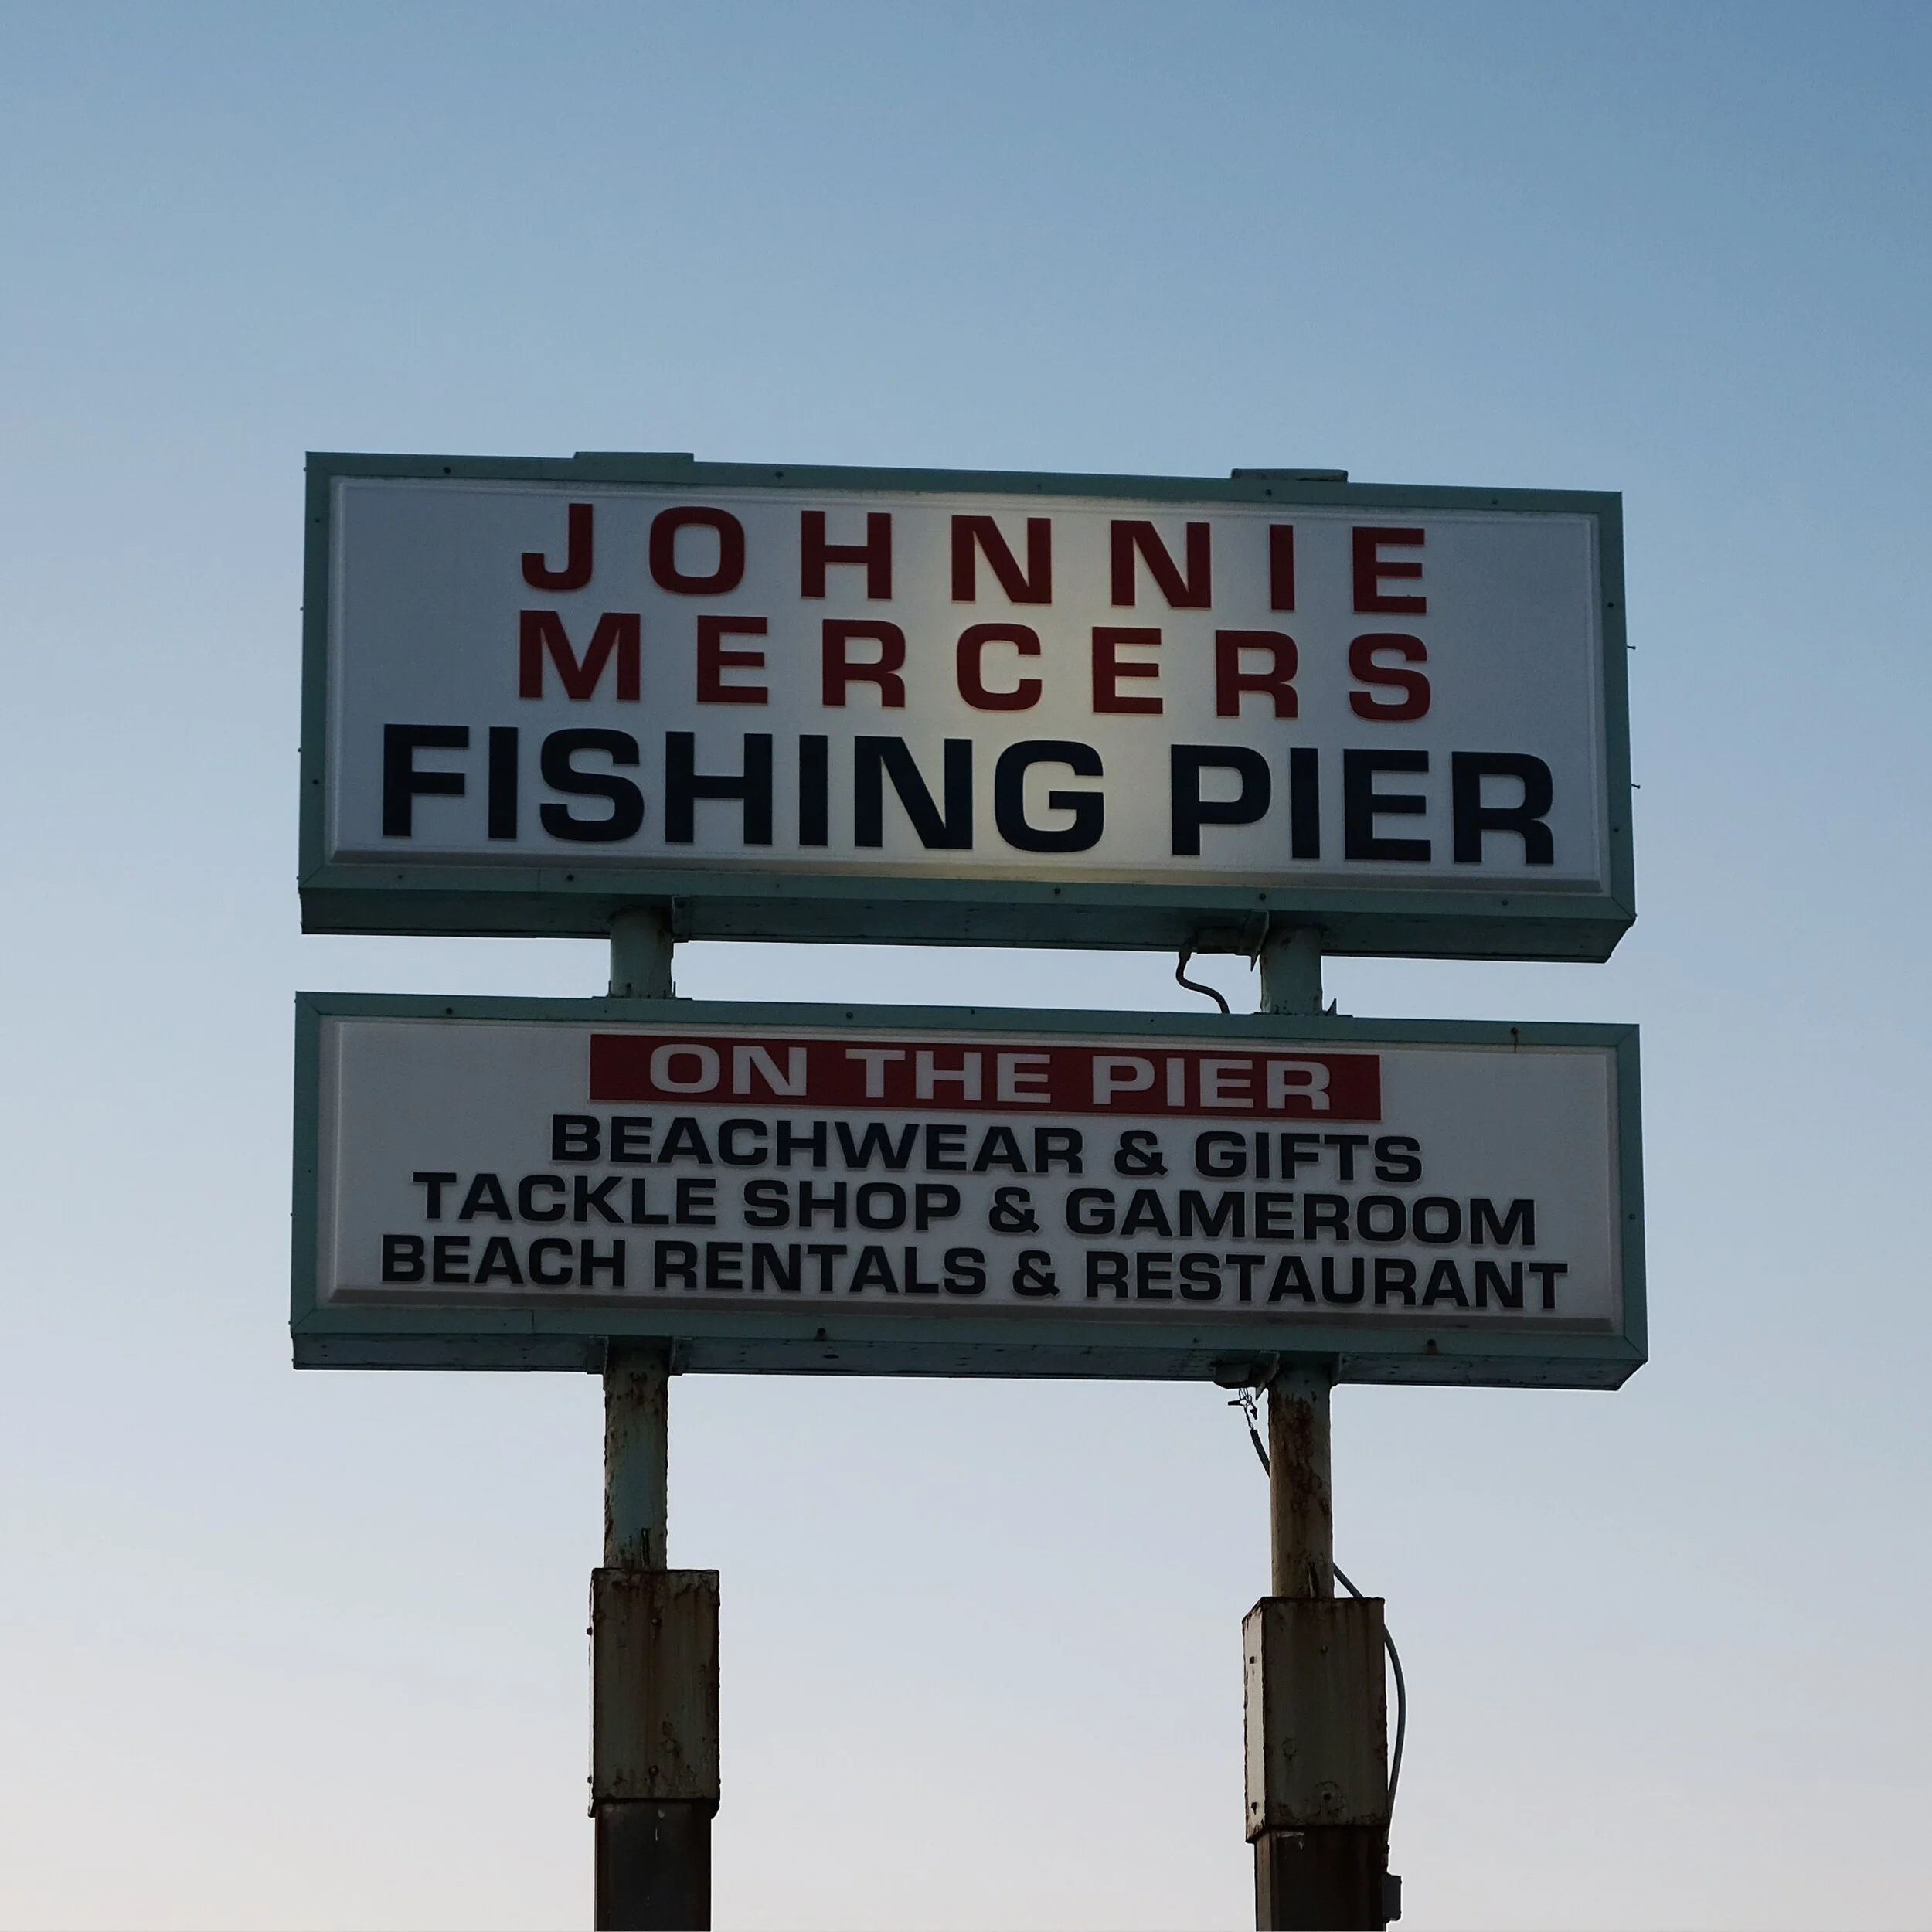 JOHNNIE
MERCERS
FISHING PIER
ON THE PIER
BEACHWEAR & GIFTS
TACKLE SHOP & GAMEROOM
BEACH RENTALS & RESTAURANT